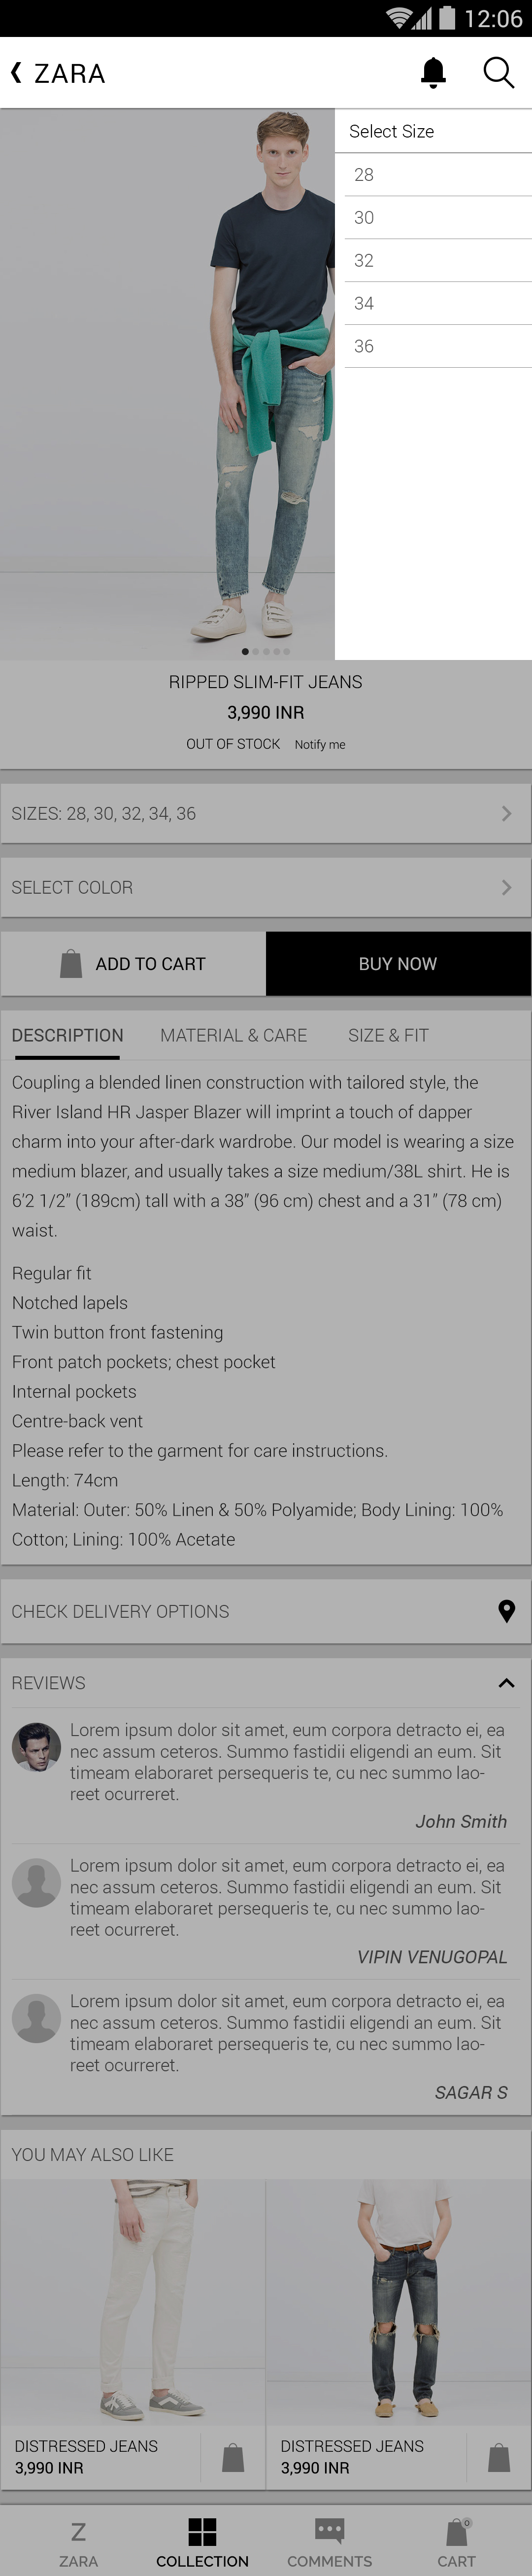 12:06
ZARA
Select Size
28
30
32
34
36
RIPPED SLIM-FIT JEANS
3,990 INR
OUT OF STOCK Notify me
SIZES: 28, 30, 32, 34, 36
SELECT COLOR
ADD TO CART
BUY NOW
DESCRIPTION MATERIAL & CARE SIZE & FIT
Coupling a blended linen construction with tailored style, the
River Island HR Jasper Blazer will imprint a touch of dapper
charm into your after-dark wardrobe. Our model is wearing a size
medium blazer, and usually takes a size medium/38L shirt. He is
6’2 1/2” (189cm) tall with a 38” (96 cm) chest and a 31” (78 cm)
waist.
Regular fit
Notched lapels
Twin button front fastening
Front patch pockets; chest pocket
Internal pockets
Centre-back vent
Please refer to the garment for care instructions.
Length: 74cm
Material: Outer: 50% Linen & 50% Polyamide; Body Lining: 100%
Cotton; Lining: 100% Acetate
CHECK DELIVERY OPTIONS
REVIEWS
Lorem ipsum dolor sit amet, eum corpora detracto ei, ea
nec assum ceteros. Summo fastidii eligendi an eum. Sit
timeam elaboraret persequeris te, cu nec summo lao-
reet ocurreret.
John Smith
Lorem ipsum dolor sit amet, eum corpora detracto ei, ea
nec assum ceteros. Summo fastidii eligendi an eum. Sit
timeam elaboraret persequeris te, cu nec summo lao-
reet ocurreret.
VIPIN VENUGOPAL
Lorem ipsum dolor sit amet, eum corpora detracto ei, ea
nec assum ceteros. Summo fastidii eligendi an eum. Sit
timeam elaboraret persequeris te, cu nec summo lao-
reet ocurreret.
SAGAR S
YOU MAY ALSO LIKE
DISTRESSED JEANS
3,990 INR
DISTRESSED JEANS
3,990 INR
Z
0
ZARA COLLECTION COMMENTS CART